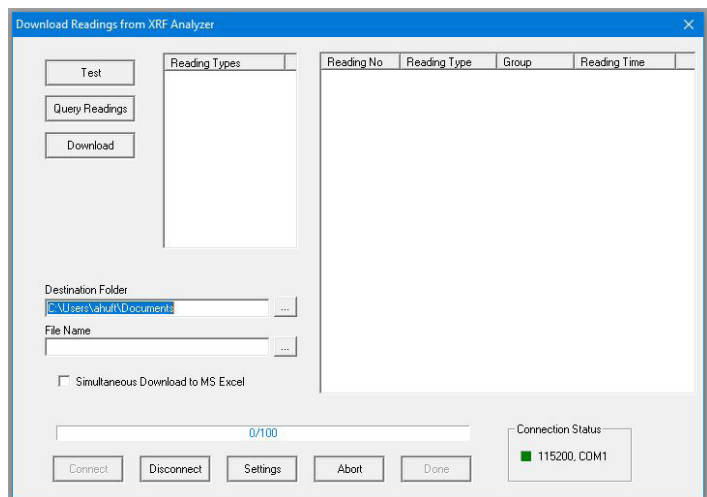 Download Readings from XRF Analyzer
Test
Query Readings
Download
Reading Types
Reading No Reading Type Group Reading Time
Destination Folder
C:\Users\ahuft\Documents
...
File Name
...
Simultaneous Download to MS Excel
0/100
Connection Status
115200, COM1
Connect Disconnect Settings Abort Done